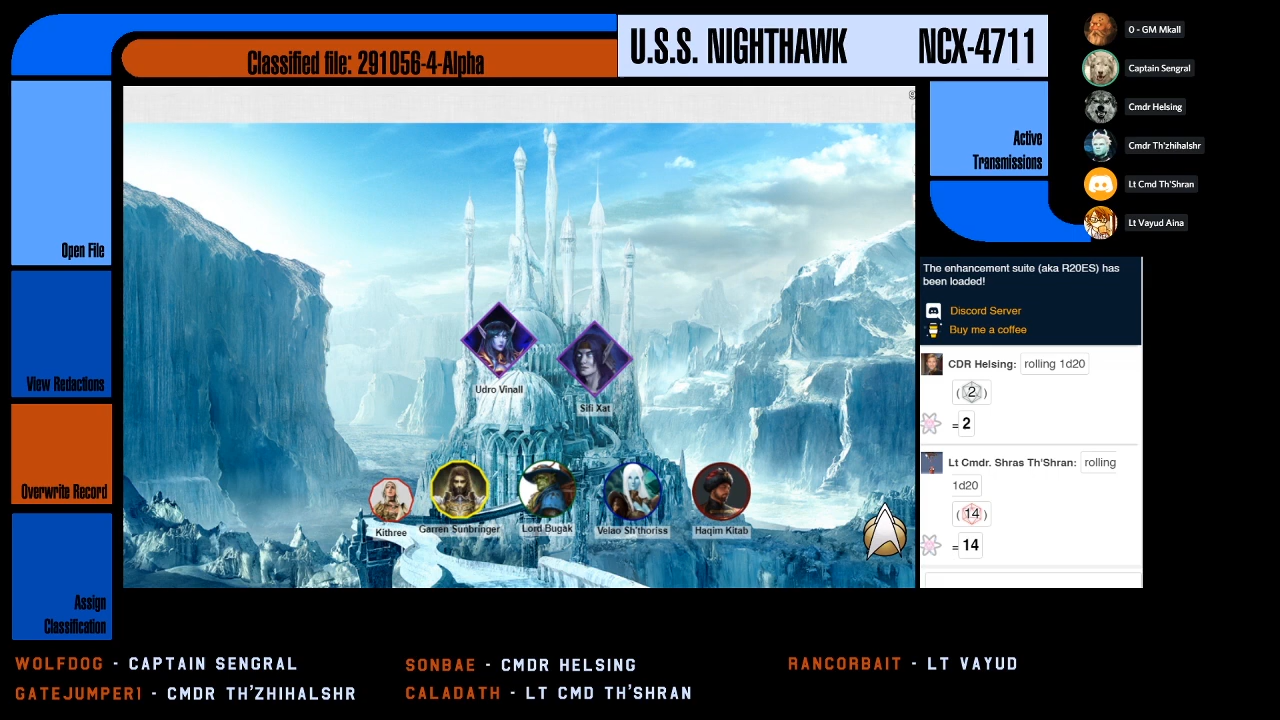 Classified file: 291056-4-Alpha
U.S.S. NIGHTHAWK NCX-4711
Open File
View Redactions
Overwrite Record
Assign
Classification
Active
Transmissions
0 - GM Mkall
Captain Sengral
Cmdr Helsing
Cmdr Th'zhihalshr
Lt Cmd Th'Shran
Lt Vayud Aina
Udro Vinall
Sifi Xat
Kithree
Garren Sunbringer
Lord Bugak
Velao Sh'thoriss
Haqim Kitab
The enhancement suite (aka R20ES) has
been loaded!
Discord Server
Buy me a coffee
CDR Helsing: rolling 1d20
(2)
=2
Lt Cmdr. Shras Th'Shran: rolling
1d20
(14)
=14
WOLFDOG - CAPTAIN SENGRAL
SONBAE - CMDR HELSING
RANCORBAIT - LT VAYUD
GATEJUMPER1 - CMDR TH'ZHIHALSHR
CALADATH - LT CMD TH'SHRAN